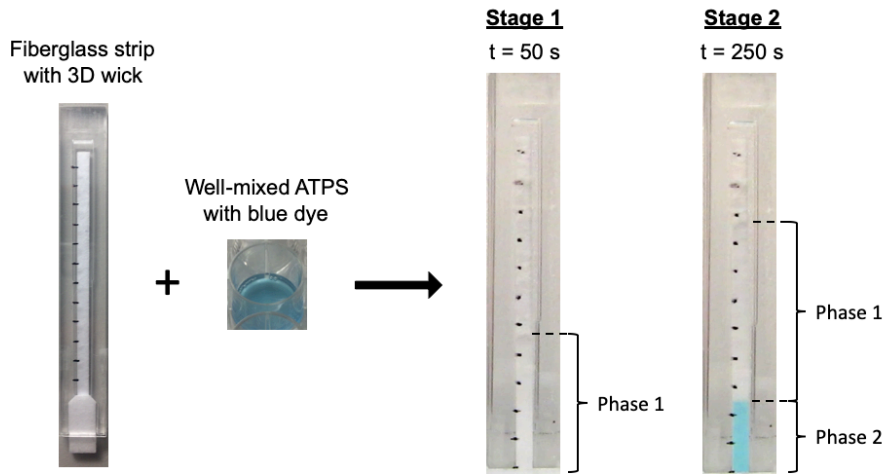 Fiberglass strip
with 3D wick
+
Well-mixed ATPS
with blue dye
Stage 1
t = 50 s
Phase 1
Stage 2
t = 250 s
Phase 1
Phase 2